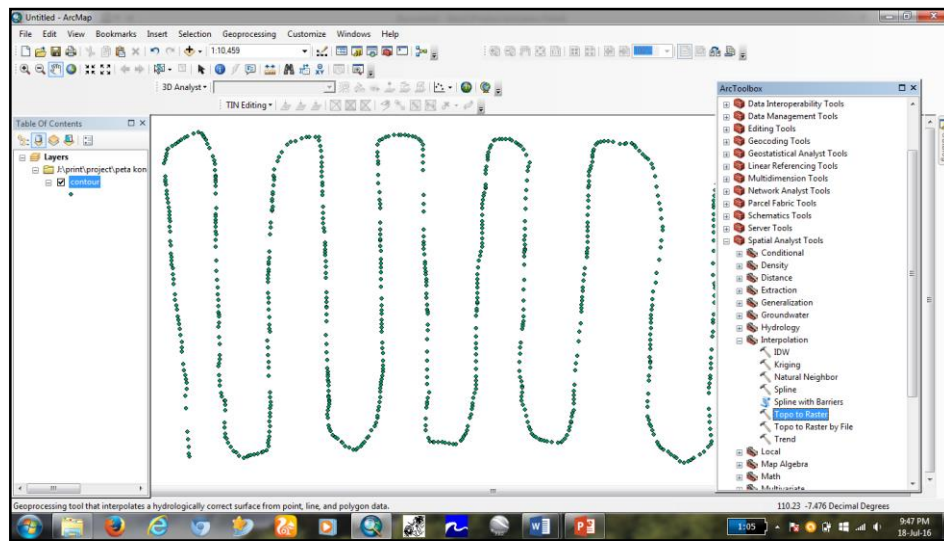 Untitled - ArcMap
File Edit View Bookmarks Insert Selection Geoprocessing Customize Windows Help
1:10,459
3D Analyst
TIN Editing
Table Of Contents
Layers
J:\print\project\peta kon
contour
ArcToolbox
Data Interoperability Tools
Data Management Tools
Editing Tools
Geocoding Tools
Geostatistical Analyst Tools
Linear Referencing Tools
Multidimension Tools
Network Analyst Tools
Parcel Fabric Tools
Schematics Tools
Server Tools
Spatial Analyst Tools
Conditional
Density
Distance
Extraction
Generalization
Groundwater
Hydrology
Interpolation
IDW
Kriging
Natural Neighbor
Spline
Spline with Barriers
Topo to Raster
Topo to Raster by File
Trend
Local
Map Algebra
Math
Multivariate
Geoprocessing tool that interpolates a hydrologically correct surface from point, line, and polygon data.
110.23 -7.476 Decimal Degrees
1:05
9:47 PM
18-Jul-16